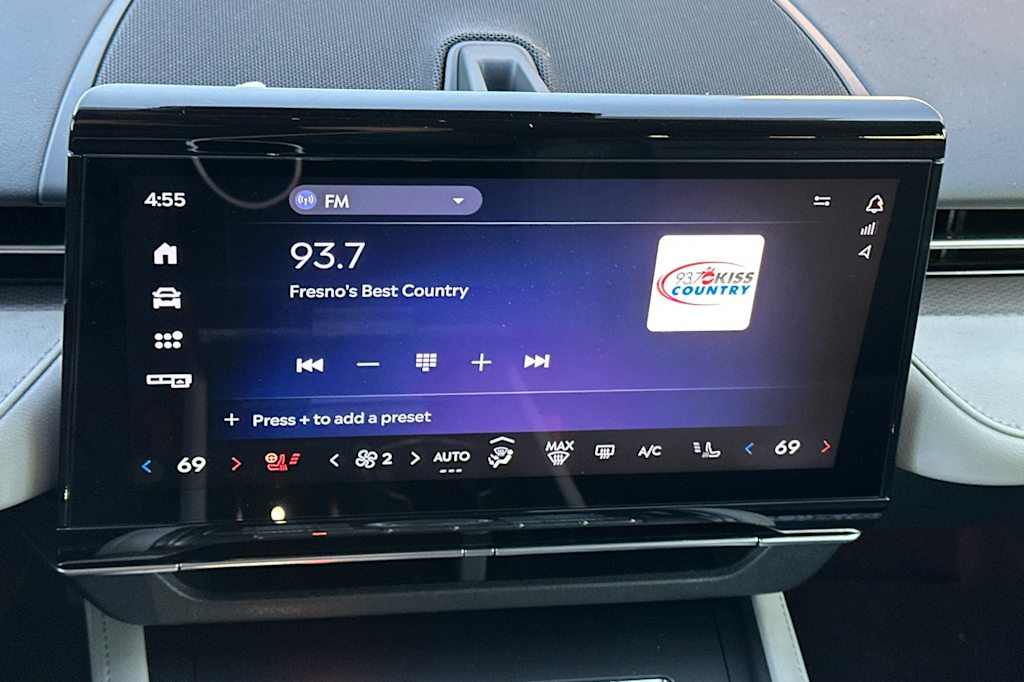 4:55
FM
93.7
Fresno's Best Country
93.7 KISS
COUNTRY
Press + to add a preset
69
2
AUTO
MAX
A/C
69